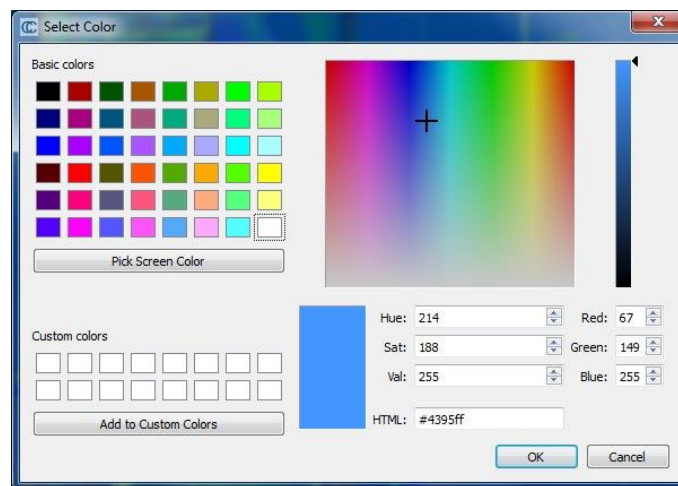 Select Color
Basic colors
Pick Screen Color
Custom colors
Add to Custom Colors
Hue: 214
Red: 67
Sat: 188
Green: 149
Val: 255
Blue: 255
HTML: #4395ff
OK
Cancel